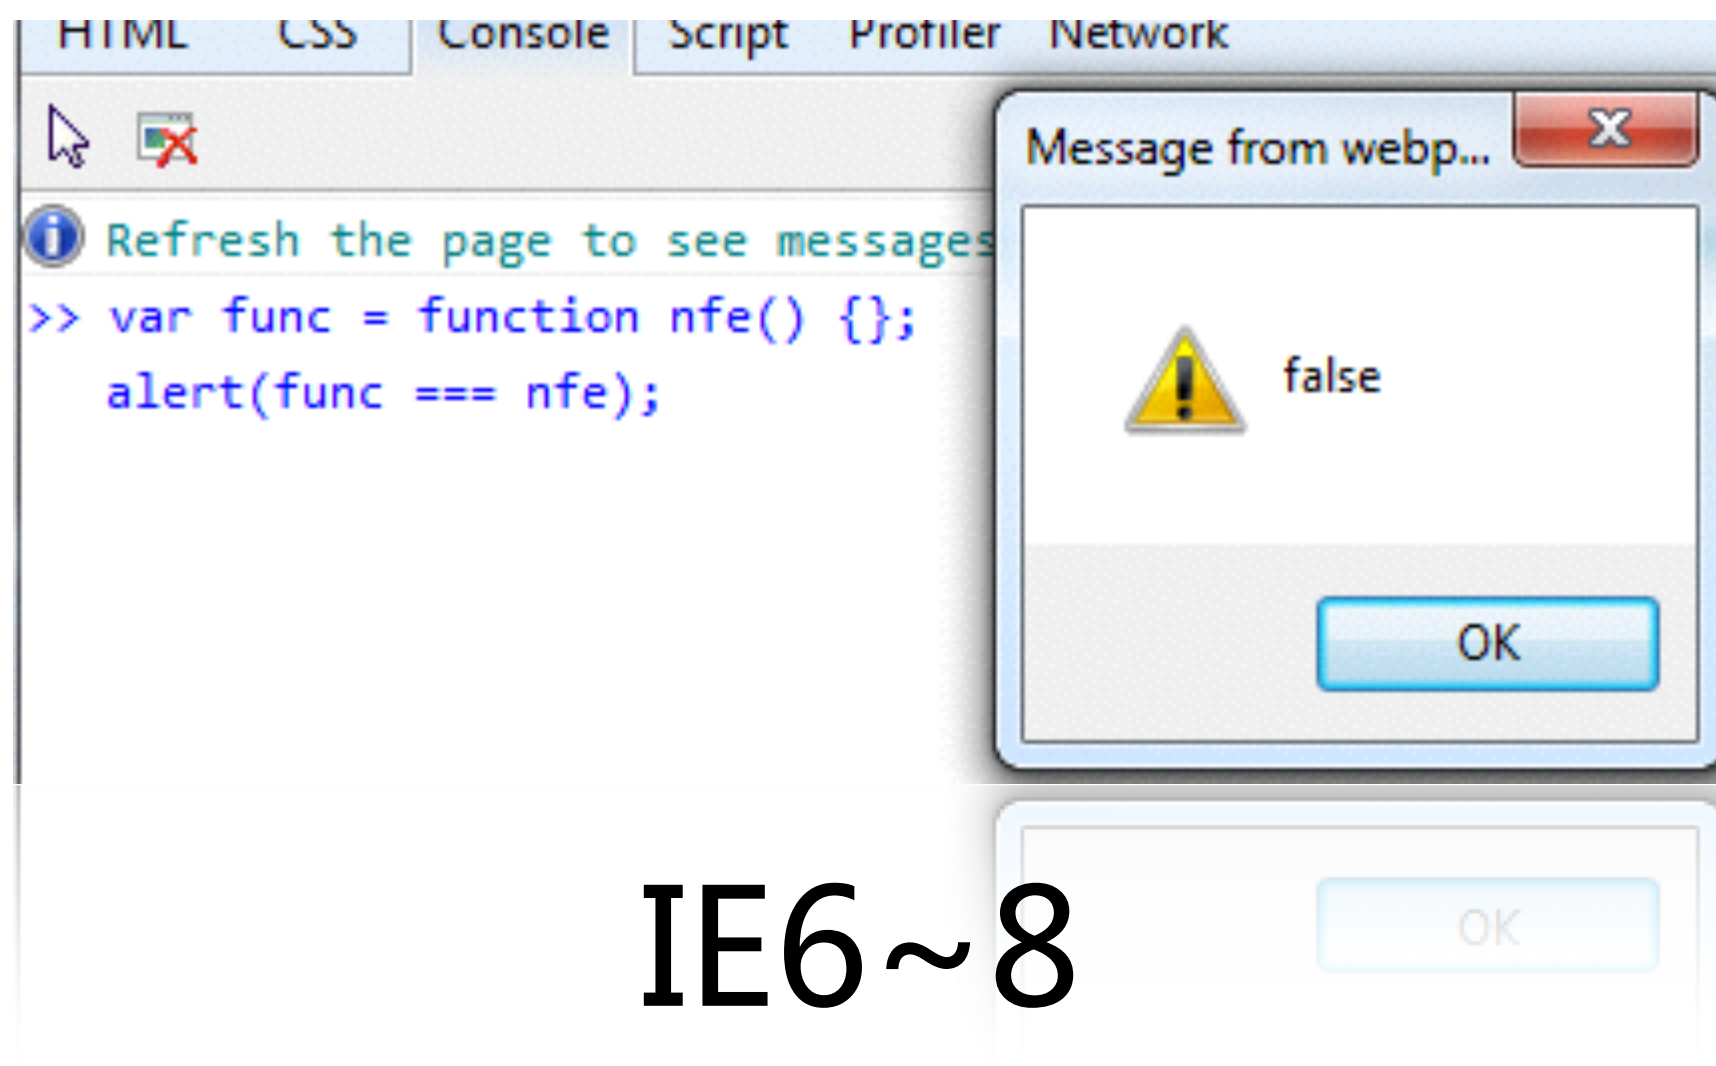 HTML CSS Console Script Profiler Network
Message from webp...
Refresh the page to see messages
>> var func = function nfe() {};
alert(func === nfe);
false
OK
IE6~8
OK